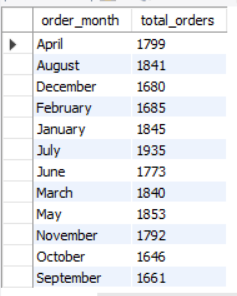 order_month total_orders
April 1799
August 1841
December 1680
February 1685
January 1845
July 1935
June 1773
March 1840
May 1853
November 1792
October 1646
September 1661